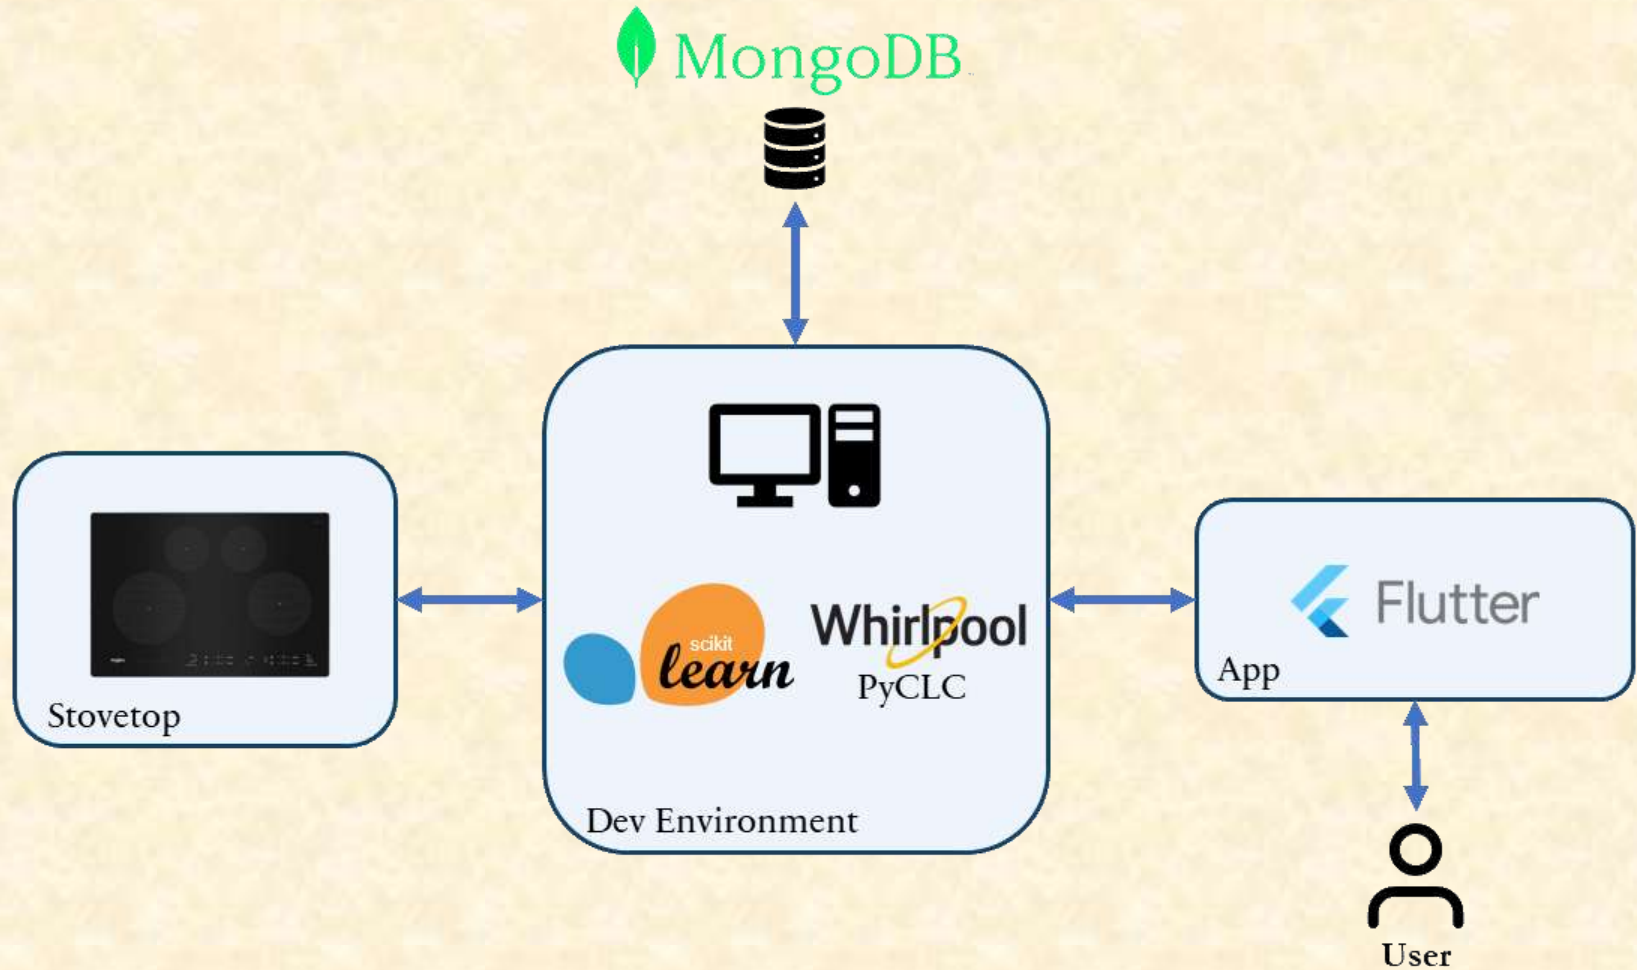 MongoDB
scikit
learn
Whirlpool
PyCLC
Dev Environment
Stovetop
Flutter
App
User